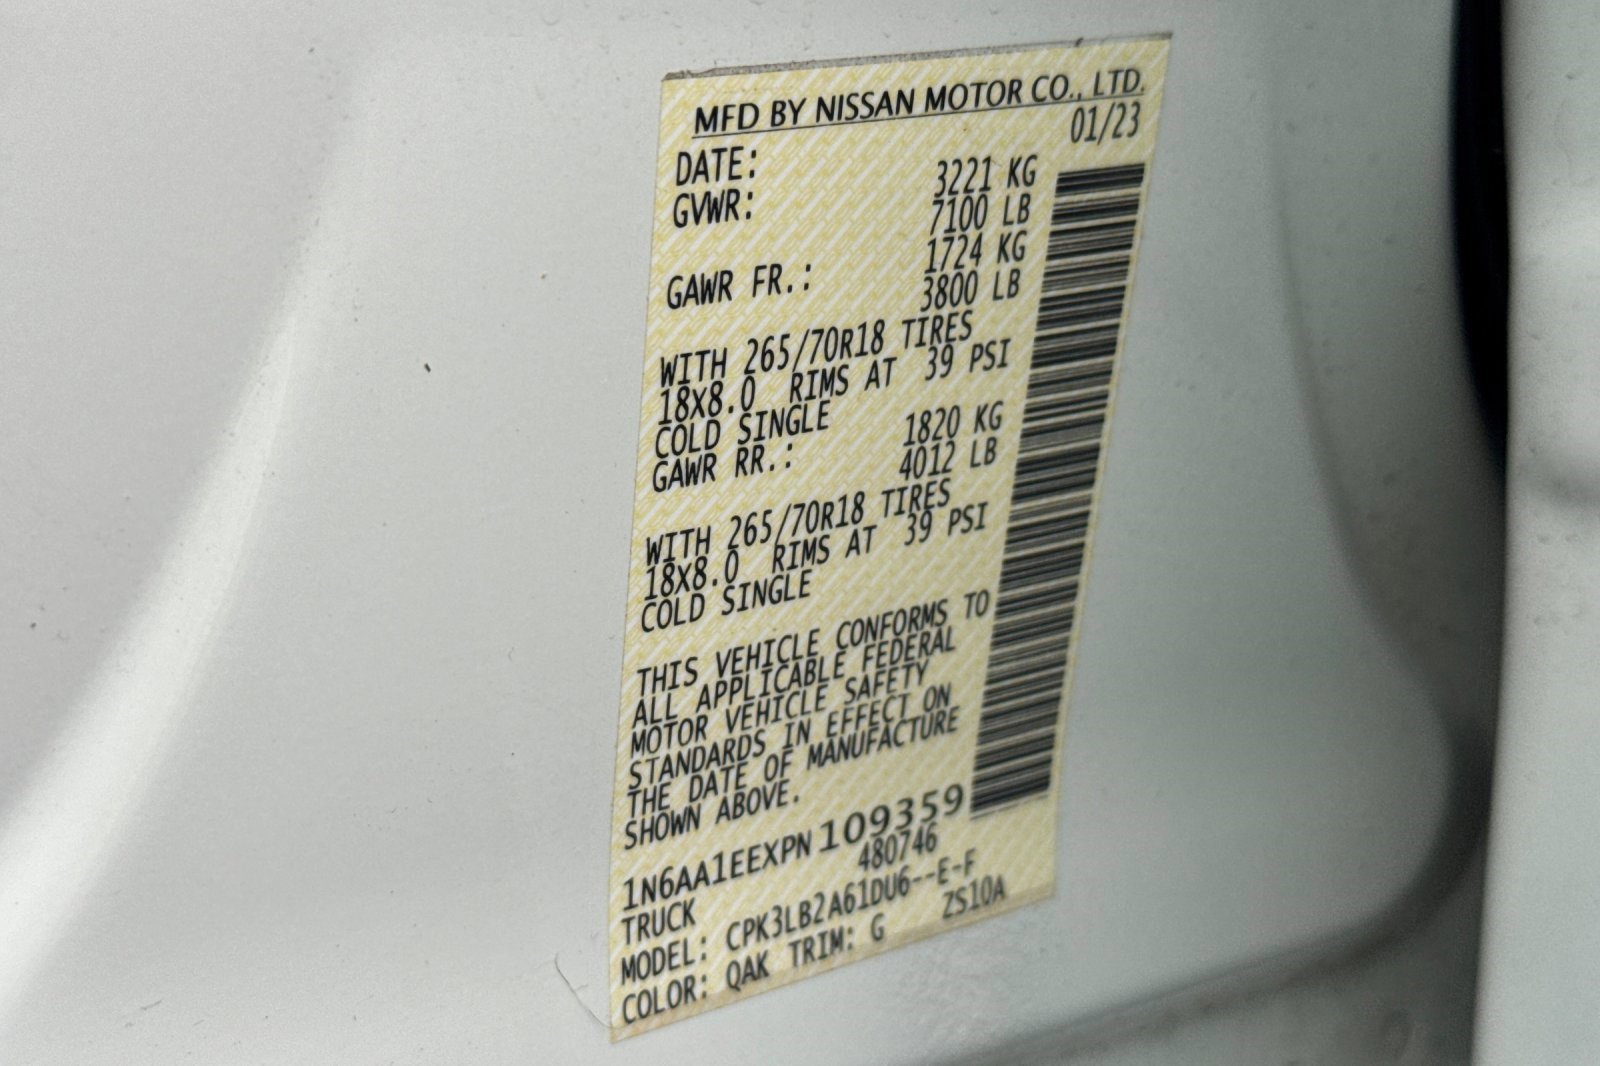 MFD BY NISSAN MOTOR CO., LTD.
DATE: 01/23
GVWR: 3221 KG
7100 LB
GAWR FR.: 1724 KG
3800 LB
WITH 265/70R18 TIRES
18X8.0 RIMS AT 39 PSI
COLD SINGLE
GAWR RR.: 1820 KG
4012 LB
WITH 265/70R18 TIRES
18X8.0 RIMS AT 39 PSI
COLD SINGLE
THIS VEHICLE CONFORMS TO
ALL APPLICABLE FEDERAL
MOTOR VEHICLE SAFETY
STANDARDS IN EFFECT ON
THE DATE OF MANUFACTURE
SHOWN ABOVE.
1N6AA1EEXPN109359
TRUCK 480746
MODEL: CPK3LB2A61DU6--E-F
COLOR: QAK TRIM: G ZS10A